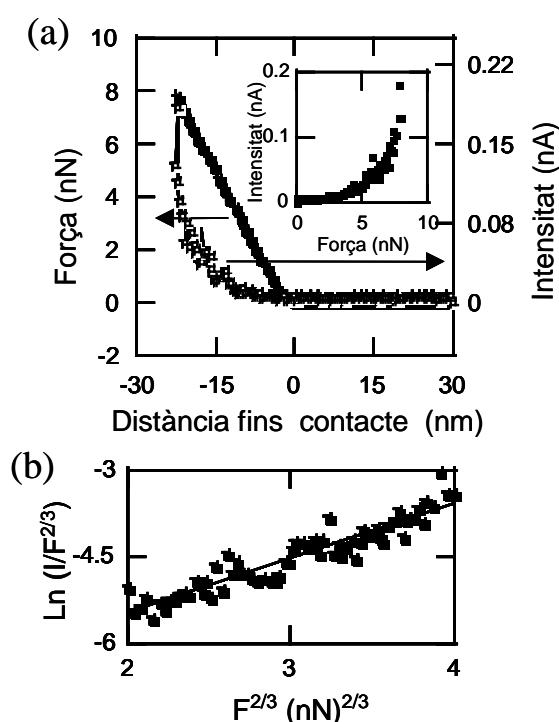 (a)
10
8
6
4
2
0
-2
Força (nN)
-30 -15 0 15 30
Distància fins contacte (nm)
0.22
0.15
0.08
0
Intensitat (nA)
0.2
0.1
0
Intensitat (nA)
0 5 10
Força (nN)
(b)
-3
-4.5
-6
Ln (I/F^2/3)
2 3 4
F^2/3 (nN)^2/3